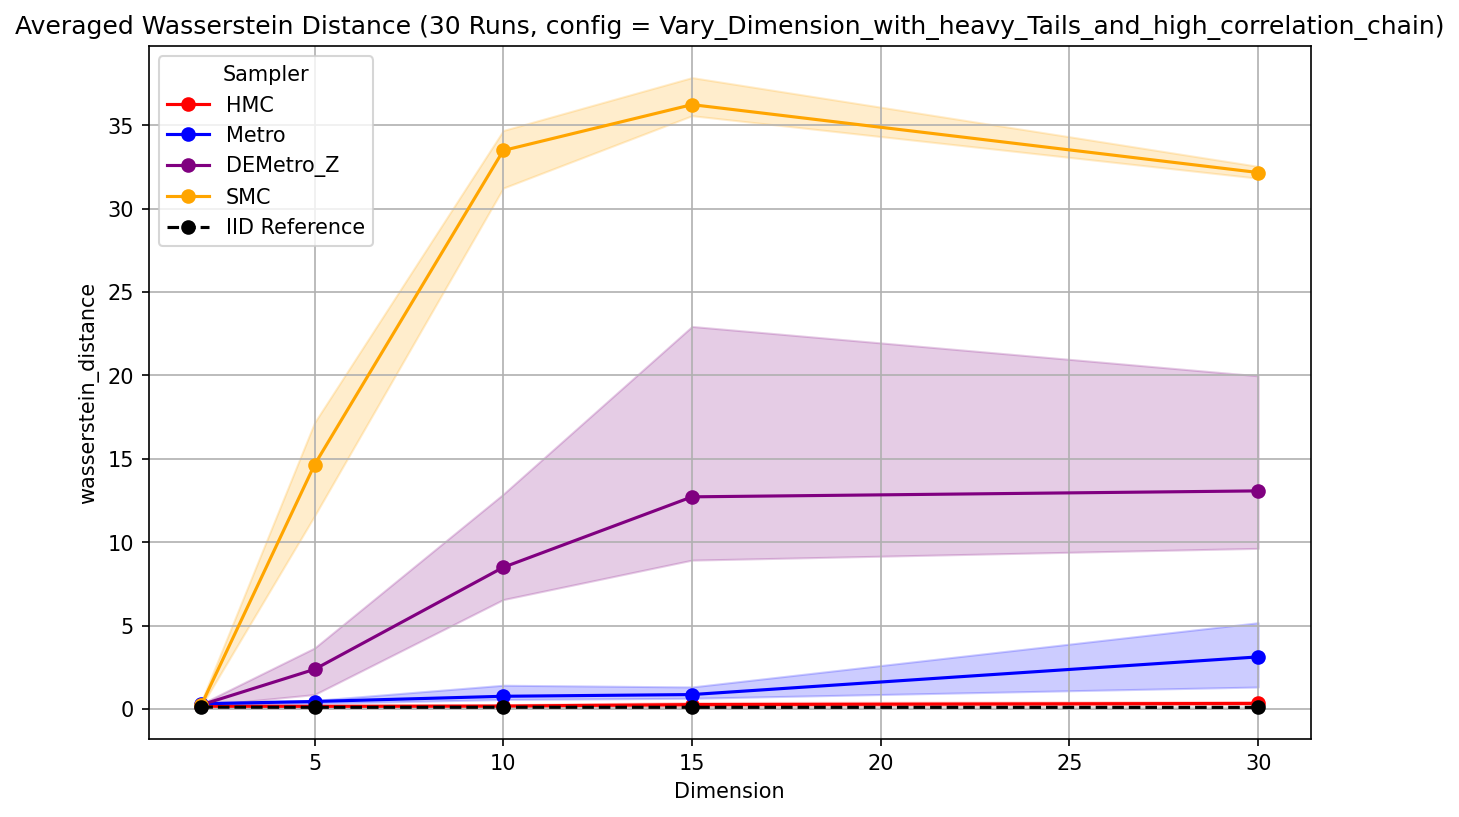 Averaged Wasserstein Distance (30 Runs, config = Vary_Dimension_with_heavy_Tails_and_high_correlation_chain)
Sampler
HMC
Metro
DEMetro_Z
SMC
IID Reference
wasserstein_distance
35
30
25
20
15
10
5
0
5
10
15
20
25
30
Dimension